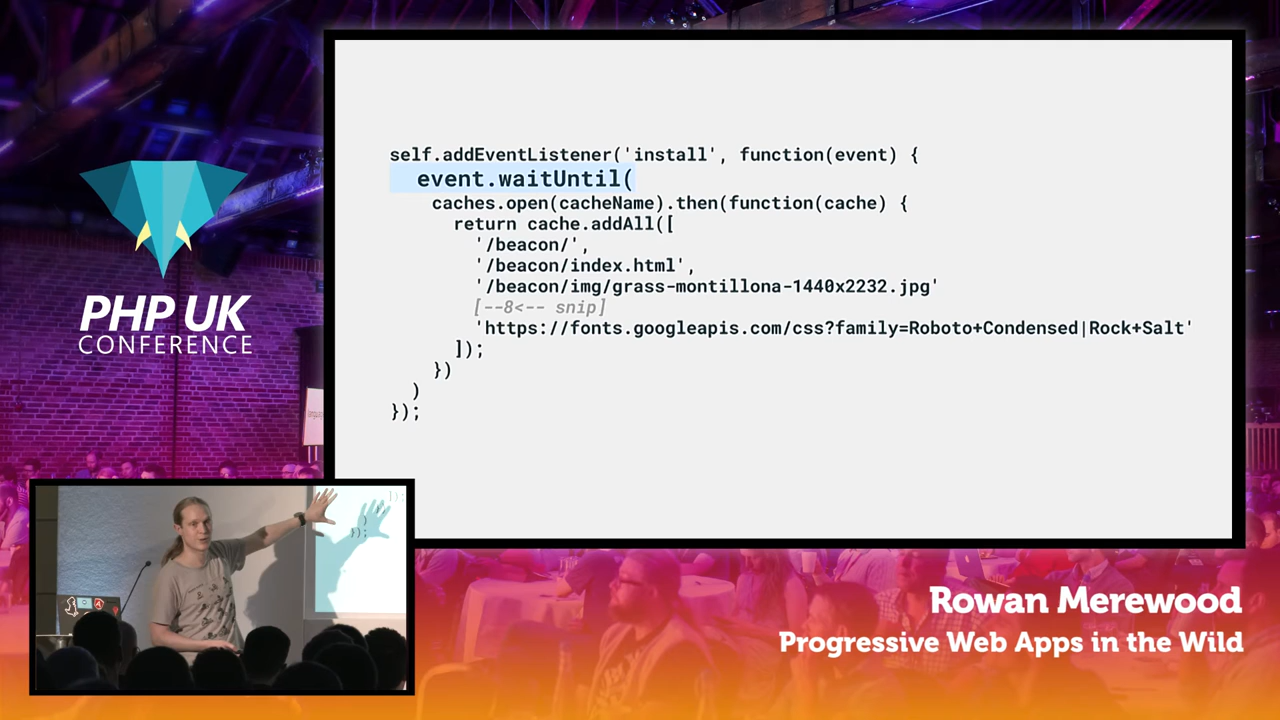 self.addEventListener('install', function(event) {
event.waitUntil(
caches.open(cacheName).then(function(cache) {
return cache.addAll([
'/beacon/',
'/beacon/index.html',
'/beacon/img/grass-montillona-1440x2232.jpg'
[--8<-- snip]
'https://fonts.googleapis.com/css?family=Roboto+Condensed|Rock+Salt'
]);
})
)
});
PHP UK
CONFERENCE
});
Rowan Merewood
Progressive Web Apps in the Wild